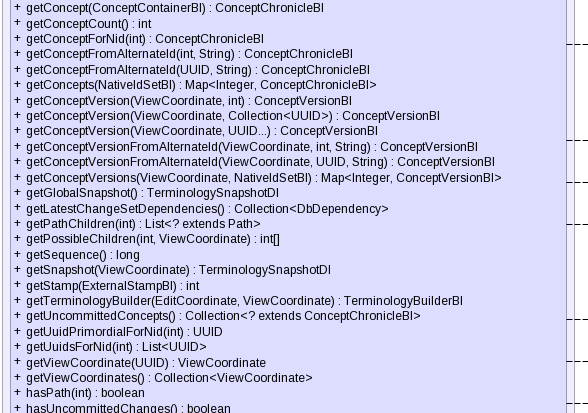 + getConcept(ConceptContainerBI) : ConceptChronicleBI
+ getConceptCount() : int
+ getConceptForNid(int) : ConceptChronicleBI
+ getConceptFromAlternateId(int, String) : ConceptChronicleBI
+ getConceptFromAlternateId(UUID, String) : ConceptChronicleBI
+ getConcepts(NativeIdSetBI) : Map<Integer, ConceptChronicleBI>
+ getConceptVersion(ViewCoordinate, int) : ConceptVersionBI
+ getConceptVersion(ViewCoordinate, Collection<UUID>) : ConceptVersionBI
+ getConceptVersion(ViewCoordinate, UUID...) : ConceptVersionBI
+ getConceptVersionFromAlternateId(ViewCoordinate, int, String) : ConceptVersionBI
+ getConceptVersionFromAlternateId(ViewCoordinate, UUID, String) : ConceptVersionBI
+ getConceptVersions(ViewCoordinate, NativeIdSetBI) : Map<Integer, ConceptVersionBI>
+ getGlobalSnapshot() : TerminologySnapshotDI
+ getLatestChangeSetDependencies() : Collection<DbDependency>
+ getPathChildren(int) : List<? extends Path>
+ getPossibleChildren(int, ViewCoordinate) : int[]
+ getSequence() : long
+ getSnapshot(ViewCoordinate) : TerminologySnapshotDI
+ getStamp(ExternalStampBI) : int
+ getTerminologyBuilder(EditCoordinate, ViewCoordinate) : TerminologyBuilderBI
+ getUncommittedConcepts() : Collection<? extends ConceptChronicleBI>
+ getUuidPrimordialForNid(int) : UUID
+ getUuidsForNid(int) : List<UUID>
+ getViewCoordinate(UUID) : ViewCoordinate
+ getViewCoordinates() : Collection<ViewCoordinate>
+ hasPath(int) : boolean
+ hasUncommittedChanges() : boolean